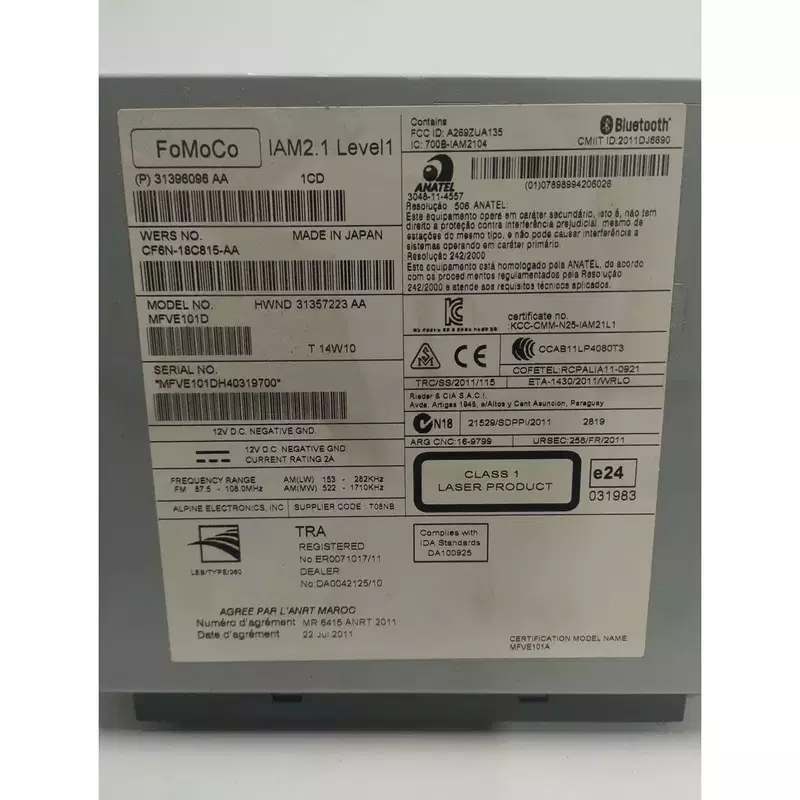 FoMoCo IAM2.1 Level1
(P) 31396096 AA 1CD
WERS NO. MADE IN JAPAN
CF6N-18C815-AA
MODEL NO. HWND 31357223 AA
MFVE101D
T 14W10
SERIAL NO.
*MFVE101DH40319700*
12V D.C. NEGATIVE GND.
12V D.C. NEGATIVE GND
CURRENT RATING 2A
FREQUENCY RANGE AM(LW) 153 - 282KHz
FM 87.5 - 108.0MHz AM(MW) 522 - 1710KHz
ALPINE ELECTRONICS, INC SUPPLIER CODE : T08NB
Contains
FCC ID: A269ZUA135
IC: 700B-IAM2104
Bluetooth
CMIIT ID:2011DJ6690
ANATEL
3048-11-4557
(01)07898994206026
Resolução 506 ANATEL:
Este equipamento opera em caráter secundário, isto é, não tem
direito a proteção contra interferência prejudicial, mesmo de
estações do mesmo tipo, e não pode causar interferência a
sistemas operando em caráter primário.
Resolução 242/2000
Este equipamento está homologado pela ANATEL, de acordo
com os procedimentos regulamentados pela Resolução
242/2000 e atende aos requisitos técnicos aplicados.
certificate no.
:KCC-CMM-N25-IAM21L1
CE CCAB11LP4080T3
COFETEL:RCPALIA11-0921
TRC/SS/2011/115 ETA-1430/2011/WRLO
Rieder & CIA S.A.C.I.
Avda. Artigas 1945, e/Altos y Cent Asuncion, Paraguay
N18 21529/SDPPI/2011 2819
ARG CNC:16-9799 URSEC:258/FR/2011
CLASS 1
LASER PRODUCT
e24
031983
LEB/TYPE/360
TRA
REGISTERED
No:ER0071017/11
DEALER
No:DA0042125/10
Complies with
IDA Standards
DA100925
AGREE PAR L'ANRT MAROC
Numéro d'agrément MR 6415 ANRT 2011
Date d'agrément 22 Jul 2011
CERTIFICATION MODEL NAME
MFVE101A